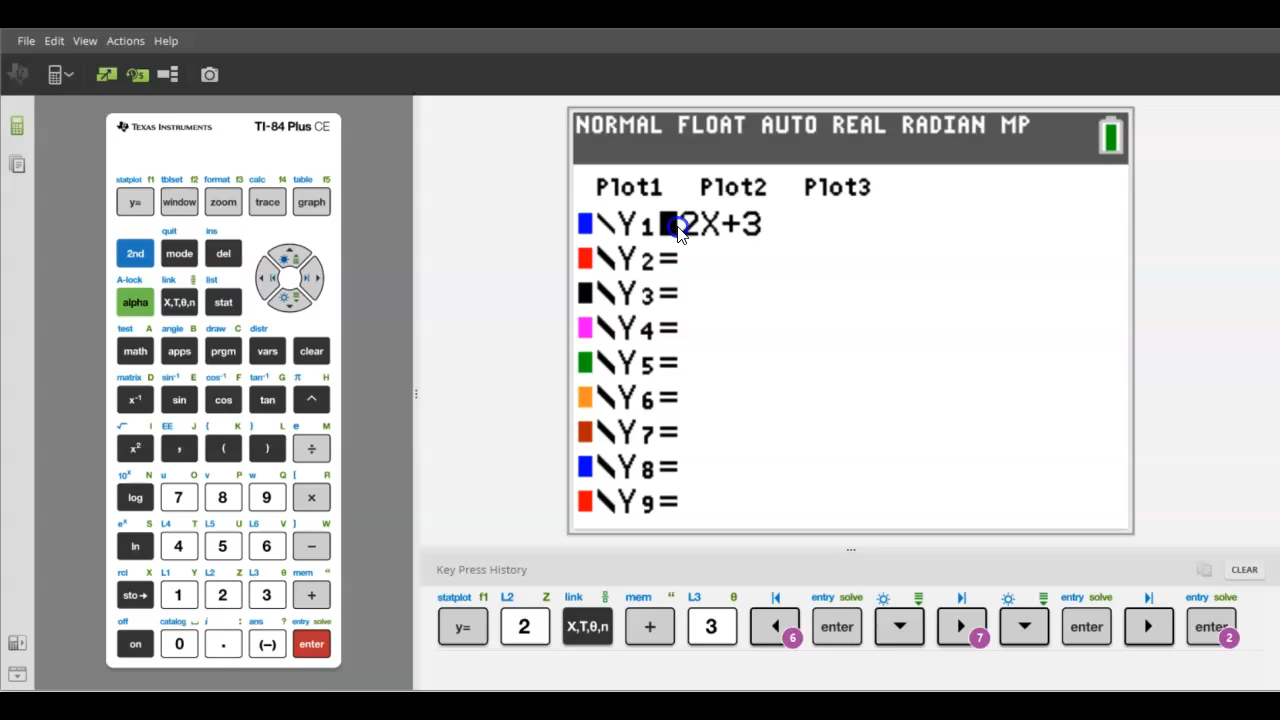 File Edit View Actions Help
TEXAS INSTRUMENTS TI-84 Plus CE
statplot f1 tblset f2 format f3 calc f4 table f5
y= window zoom trace graph
quit ins
2nd mode del
A-lock link list
alpha X,T,θ,n stat
test A angle B draw C distr
math apps prgm vars clear
matrix D sin⁻¹ E cos⁻¹ F tan⁻¹ G π H
x⁻¹ sin cos tan ^
√ I EE J { K } L e M
x² , ( ) ÷
10ˣ N u O v P w Q [ R
log 7 8 9 ×
eˣ S L4 T L5 U L6 V ] W
ln 4 5 6 −
rcl X L1 Y L2 Z L3 θ mem "
sto→ 1 2 3 +
off catalog ␣ i : ans ? entry solve
on 0 . (−) enter
NORMAL FLOAT AUTO REAL RADIAN MP
Plot1 Plot2 Plot3
\Y1 2X+3
\Y2=
\Y3=
\Y4=
\Y5=
\Y6=
\Y7=
\Y8=
\Y9=
Key Press History CLEAR
statplot f1 L2 Z link mem " L3 θ entry solve entry solve entry solve
y= 2 X,T,θ,n + 3 6 enter 7 enter enter 2